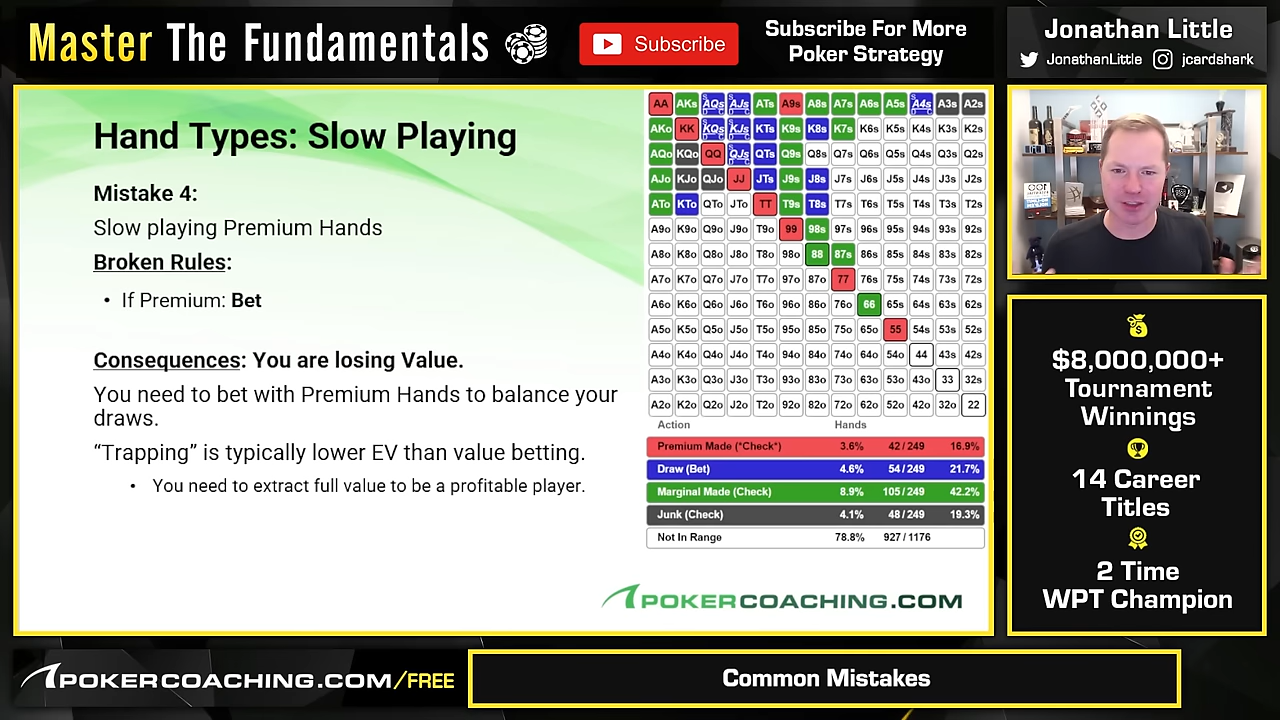 Master The Fundamentals
Subscribe
Subscribe For More
Poker Strategy
Jonathan Little
JonathanLittle jcardshark
Hand Types: Slow Playing
Mistake 4:
Slow playing Premium Hands
Broken Rules:
• If Premium: Bet
Consequences: You are losing Value.
You need to bet with Premium Hands to balance your
draws.
“Trapping” is typically lower EV than value betting.
• You need to extract full value to be a profitable player.
AA AKs AQs AJs ATs A9s A8s A7s A6s A5s A4s A3s A2s
AKo KK KQs KJs KTs K9s K8s K7s K6s K5s K4s K3s K2s
AQo KQo QQ QJs QTs Q9s Q8s Q7s Q6s Q5s Q4s Q3s Q2s
AJo KJo QJo JJ JTs J9s J8s J7s J6s J5s J4s J3s J2s
ATo KTo QTo JTo TT T9s T8s T7s T6s T5s T4s T3s T2s
A9o K9o Q9o J9o T9o 99 98s 97s 96s 95s 94s 93s 92s
A8o K8o Q8o J8o T8o 98o 88 87s 86s 85s 84s 83s 82s
A7o K7o Q7o J7o T7o 97o 87o 77 76s 75s 74s 73s 72s
A6o K6o Q6o J6o T6o 96o 86o 76o 66 65s 64s 63s 62s
A5o K5o Q5o J5o T5o 95o 85o 75o 65o 55 54s 53s 52s
A4o K4o Q4o J4o T4o 94o 84o 74o 64o 54o 44 43s 42s
A3o K3o Q3o J3o T3o 93o 83o 73o 63o 53o 43o 33 32s
A2o K2o Q2o J2o T2o 92o 82o 72o 62o 52o 42o 32o 22
Action Hands
Premium Made (*Check*) 3.6% 42 / 249 16.9%
Draw (Bet) 4.6% 54 / 249 21.7%
Marginal Made (Check) 8.9% 105 / 249 42.2%
Junk (Check) 4.1% 48 / 249 19.3%
Not In Range 78.8% 927 / 1176
POKERCOACHING.COM
$8,000,000+
Tournament
Winnings
14 Career
Titles
2 Time
WPT Champion
POKERCOACHING.COM/FREE
Common Mistakes